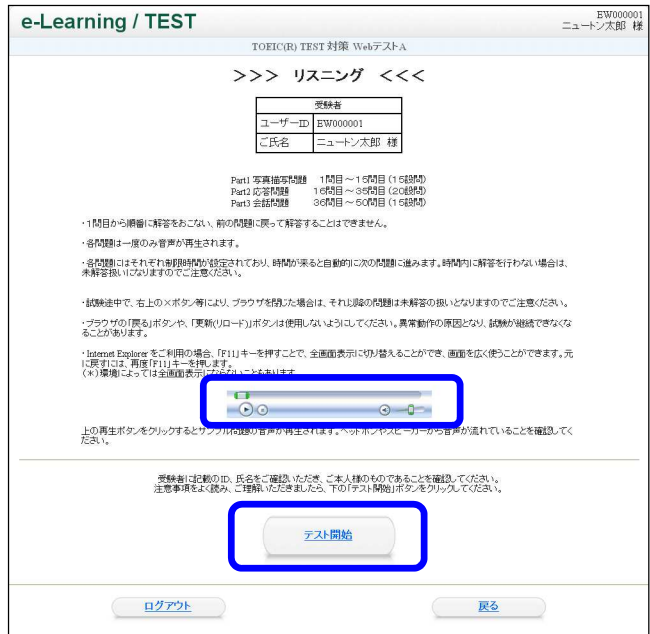 e-Learning / TEST
EW000001
ニュートン太郎 様
TOEIC(R) TEST 対策 WebテストA
>>> リスニング <<<
受験者
ユーザーID EW000001
ご氏名 ニュートン太郎 様
Part1 写真描写問題 1問目～15問目(15設問)
Part2 応答問題 16問目～35問目(20設問)
Part3 会話問題 36問目～50問目(15設問)
・1問目から順番に解答をおこない、前の問題に戻って解答することはできません。
・各問題は一度のみ音声が再生されます。
・各問題にはそれぞれ制限時間が設定されており、時間が来ると自動的に次の問題に進みます。時間内に解答を行わない場合は、
未解答扱いになりますのでご注意ください。
・試験途中で、右上の×ボタン等により、ブラウザを閉じた場合は、それ以降の問題は未解答の扱いとなりますのでご注意ください。
・ブラウザの「戻る」ボタンや、「更新(リロード)」ボタンは使用しないようにしてください。異常動作の原因となり、試験が継続できなくな
ることがあります。
・Internet Explorer をご利用の場合、「F11」キーを押すことで、全画面表示に切り替えることができ、画面を広く使うことができます。元
に戻すには、再度「F11」キーを押します。
(＊)環境によっては全画面表示にならないこともあります
上の再生ボタンをクリックするとサンプル問題の音声が再生されます。ヘッドホンやスピーカーから音声が流れていることを確認してく
ださい。
受験者に記載のID、氏名をご確認いただき、ご本人様のものであることを確認してください。
注意事項をよく読み、ご理解いただきましたら、下の「テスト開始」ボタンをクリックしてください。
テスト開始
ログアウト
戻る